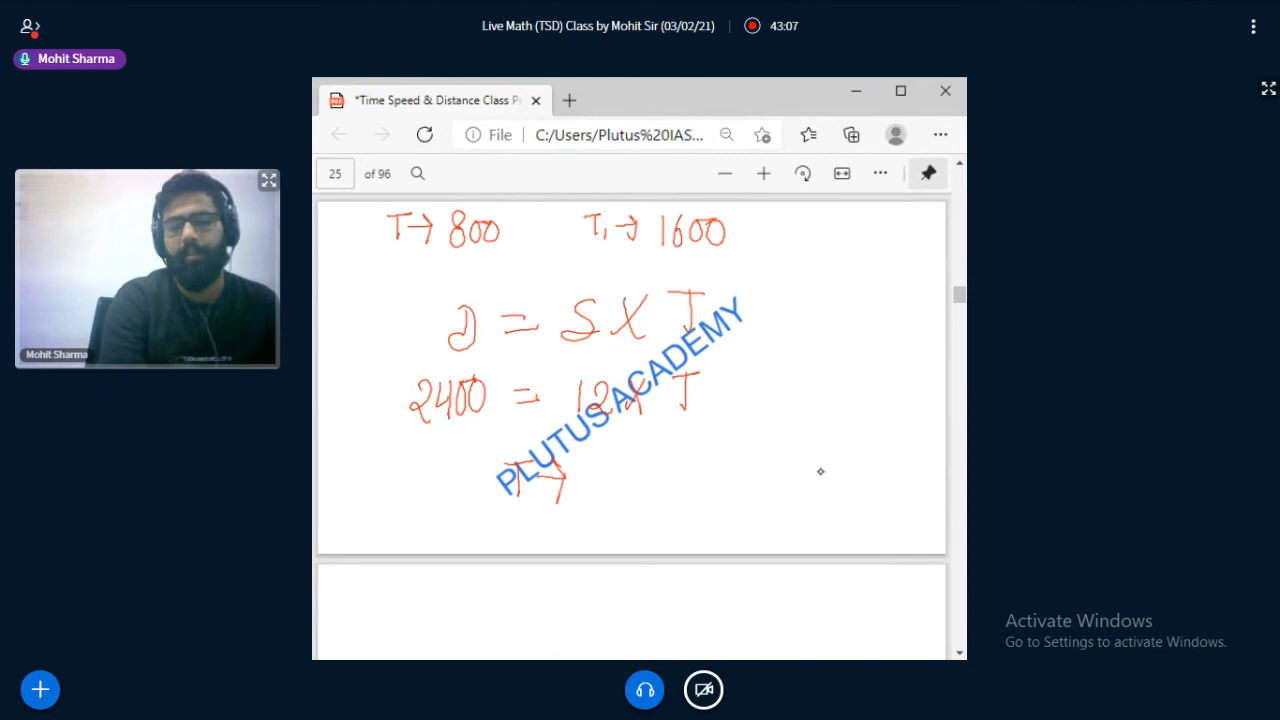 Live Math (TSD) Class by Mohit Sir (03/02/21)
43:07
Mohit Sharma
*Time Speed & Distance Class Pr
File
C:/Users/Plutus%20IAS...
25 of 96
T→ 800 T₁→ 1600
D = S X T
2400 = 12 X T
T→
PLUTUS ACADEMY
Mohit Sharma
Activate Windows
Go to Settings to activate Windows.